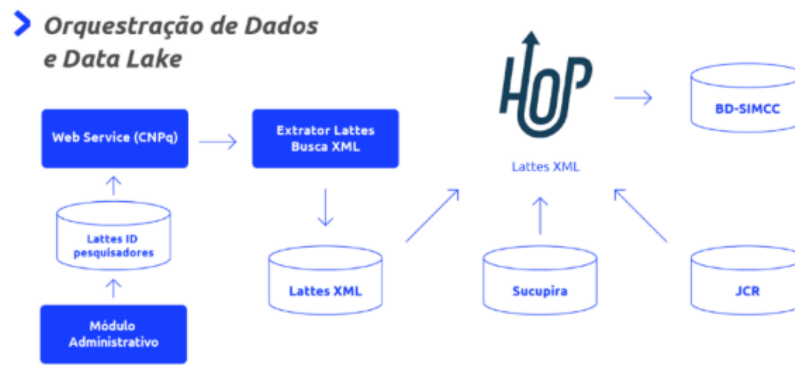 Orquestração de Dados
e Data Lake
HOP
BD-SIMCC
Web Service (CNPq)
Extrator Lattes
Busca XML
Lattes XML
Lattes ID
pesquisadores
Lattes XML
Sucupira
JCR
Módulo
Administrativo